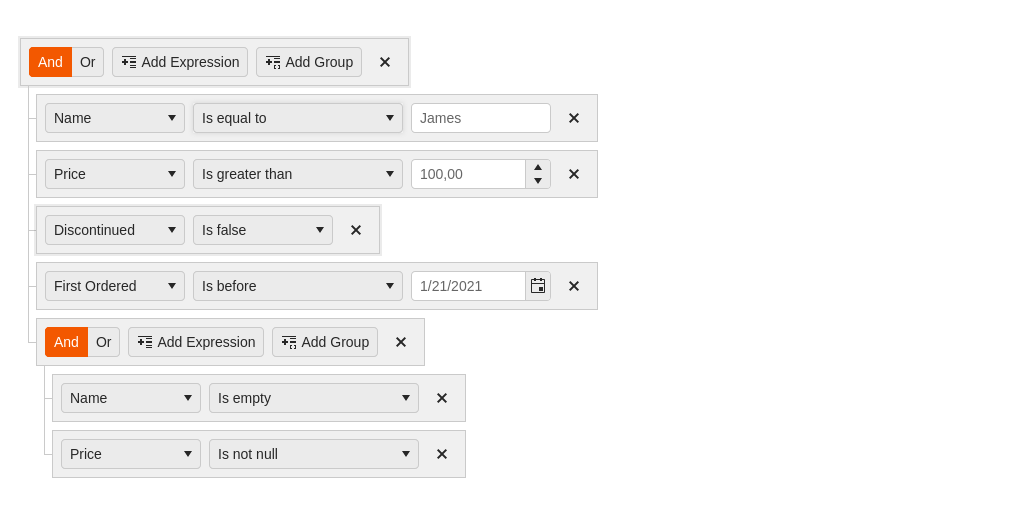 And Or Add Expression Add Group
Name Is equal to James
Price Is greater than 100,00
Discontinued Is false
First Ordered Is before 1/21/2021
And Or Add Expression Add Group
Name Is empty
Price Is not null